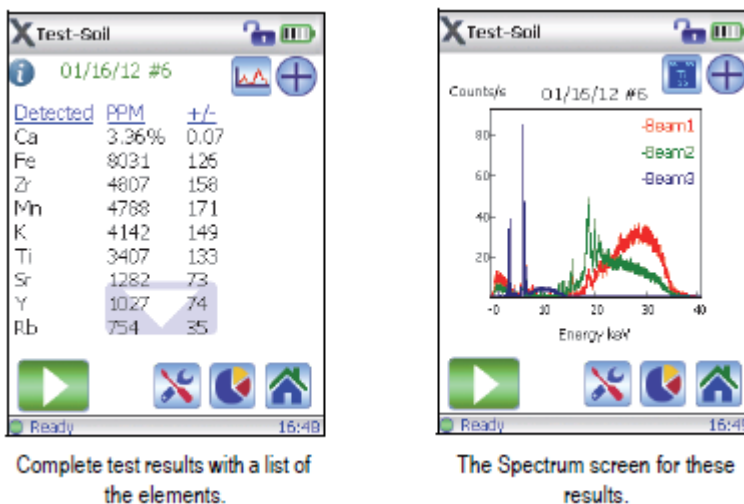 Test-Soil
01/16/12 #6
Detected PPM +/-
Ca 3.36% 0.07
Fe 8031 126
Zr 4807 158
Mn 4788 171
K 4142 149
Ti 3407 133
Sr 1282 73
Y 1027 74
Rb 754 35
Ready 16:48
Complete test results with a list of
the elements.
Test-Soil
Ti
Counts/s 01/16/12 #6
-Beam1
-Beam2
-Beam3
80
60
40
20
-0 10 20 30 40
Energy keV
Ready 16:49
The Spectrum screen for these
results.